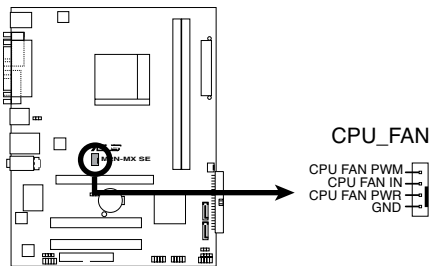 M2N-MX SE
CPU_FAN
CPU FAN PWM
CPU FAN IN
CPU FAN PWR
GND